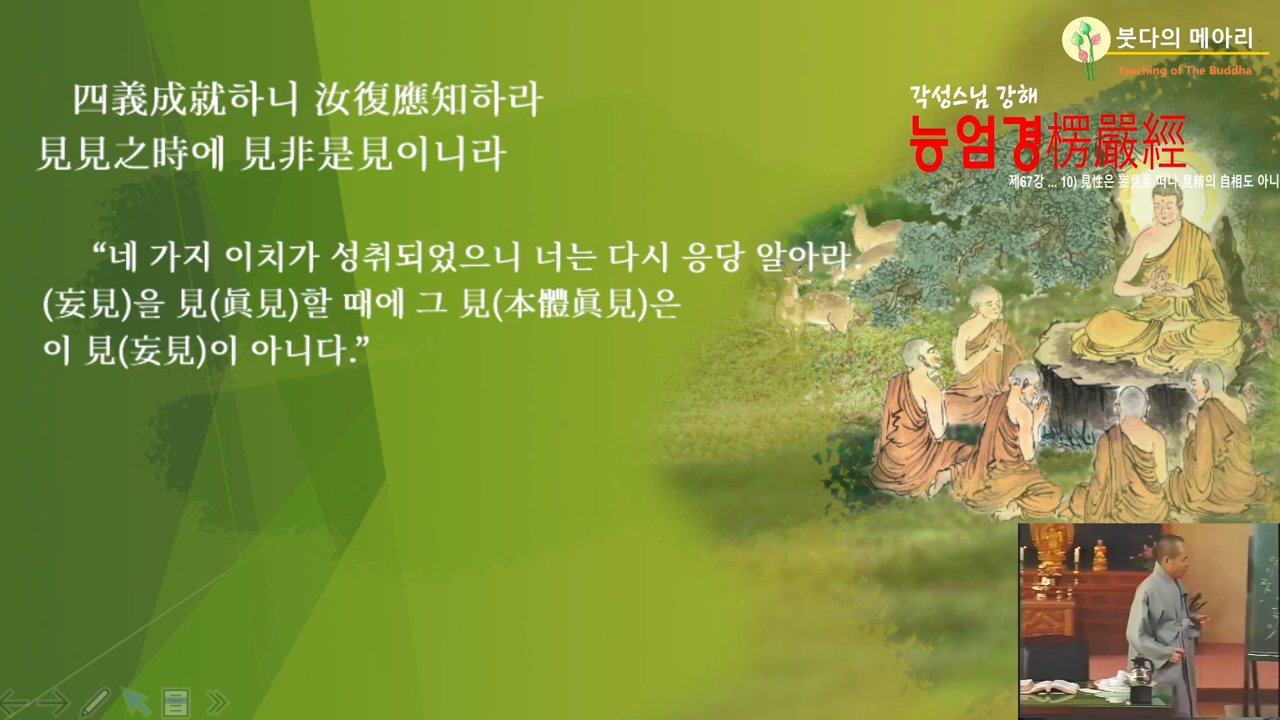 붓다의 메아리
Teaching of The Buddha
각성스님 강해
능엄경楞嚴經
제67강 ... 10) 見性은 妄見을 떠나 見精의 自相도 아니
四義成就하니 汝復應知하라
見見之時에 見非是見이니라
“네 가지 이치가 성취되었으니 너는 다시 응당 알아라.
(妄見)을 見(眞見)할 때에 그 見(本體眞見)은
이 見(妄見)이 아니다.”